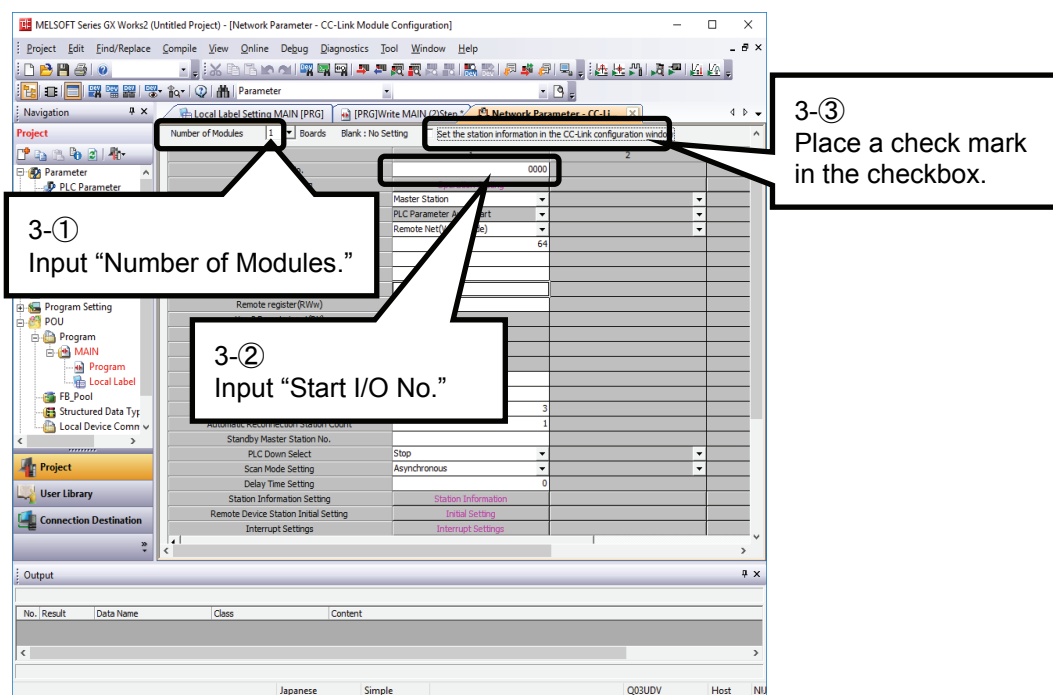 MELSOFT Series GX Works2 (Untitled Project) - [Network Parameter - CC-Link Module Configuration]
Project Edit Find/Replace Compile View Online Debug Diagnostics Tool Window Help
Parameter
Navigation
Local Label Setting MAIN [PRG] [PRG]Write MAIN (2)Step * Network Parameter - CC-Li
Project
Number of Modules 1 Boards Blank : No Setting Set the station information in the CC-Link configuration window
3-③
Place a check mark
in the checkbox.
2
0000
Parameter
PLC Parameter
Master Station
PLC Parameter Auto Start
64
3-①
Input “Number of Modules.”
Program Setting
Remote register(RWw)
POU
Program
MAIN
Program
Local Label
FB_Pool
Structured Data Typ
Local Device Comm
3-②
Input “Start I/O No.”
3
Automatic Reconnection Station Count 1
Standby Master Station No.
PLC Down Select Stop
Scan Mode Setting Asynchronous
Delay Time Setting 0
Station Information Setting Station Information
Remote Device Station Initial Setting Initial Setting
Interrupt Settings Interrupt Settings
Project
User Library
Connection Destination
Output
No. Result Data Name Class Content
Japanese Simple Q03UDV Host NU